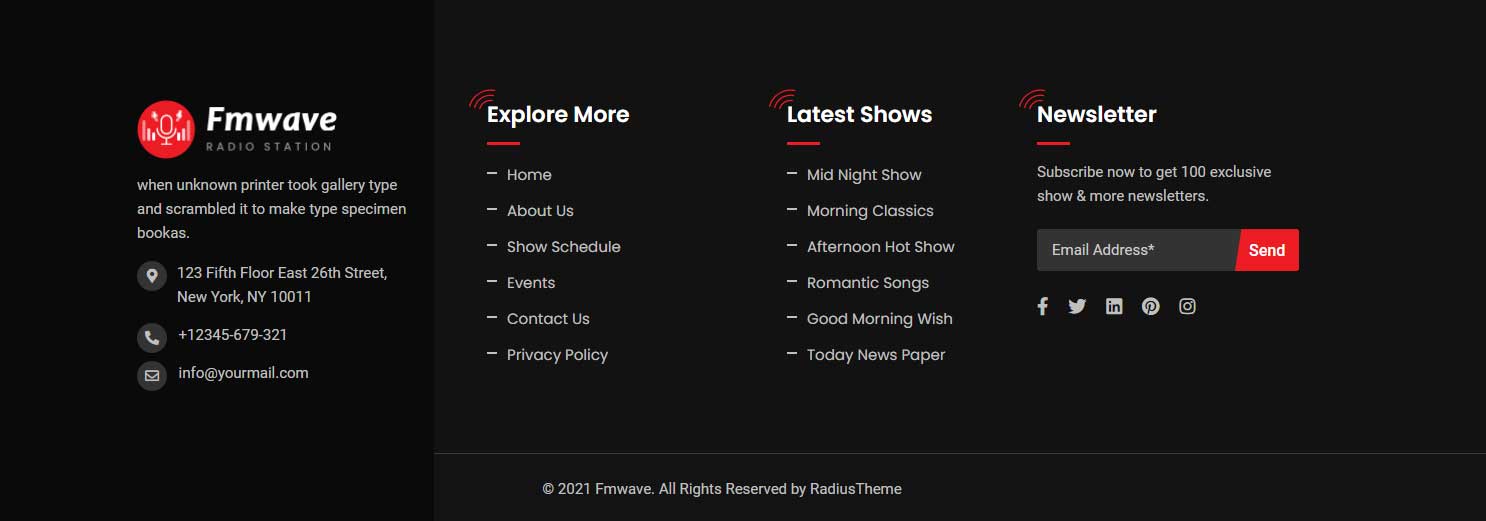 Fmwave
RADIO STATION
when unknown printer took gallery type
and scrambled it to make type specimen
bookas.
123 Fifth Floor East 26th Street,
New York, NY 10011
+12345-679-321
info@yourmail.com
Explore More
Home
About Us
Show Schedule
Events
Contact Us
Privacy Policy
Latest Shows
Mid Night Show
Morning Classics
Afternoon Hot Show
Romantic Songs
Good Morning Wish
Today News Paper
Newsletter
Subscribe now to get 100 exclusive
show & more newsletters.
Email Address*
Send
© 2021 Fmwave. All Rights Reserved by RadiusTheme